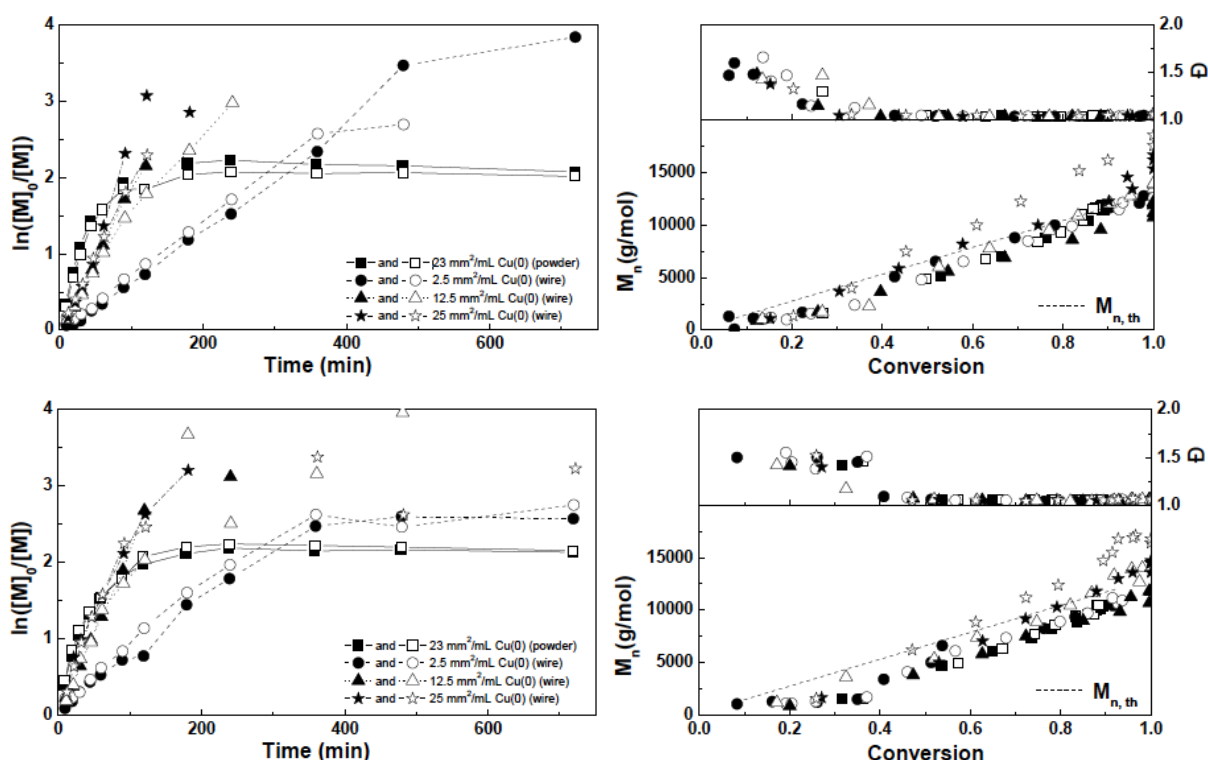 4
3
2
1
0
ln([M]₀/[M])
0 200 400 600
Time (min)
and 23 mm²/mL Cu(0) (powder)
and 2.5 mm²/mL Cu(0) (wire)
and 12.5 mm²/mL Cu(0) (wire)
and 25 mm²/mL Cu(0) (wire)
2.0
1.5
1.0
Đ
15000
10000
5000
0
Mₙ(g/mol)
Mₙ, th
0.0 0.2 0.4 0.6 0.8 1.0
Conversion
4
3
2
1
0
ln([M]₀/[M])
0 200 400 600
Time (min)
and 23 mm²/mL Cu(0) (powder)
and 2.5 mm²/mL Cu(0) (wire)
and 12.5 mm²/mL Cu(0) (wire)
and 25 mm²/mL Cu(0) (wire)
2.0
1.5
1.0
Đ
15000
10000
5000
0
Mₙ(g/mol)
Mₙ, th
0.0 0.2 0.4 0.6 0.8 1.0
Conversion